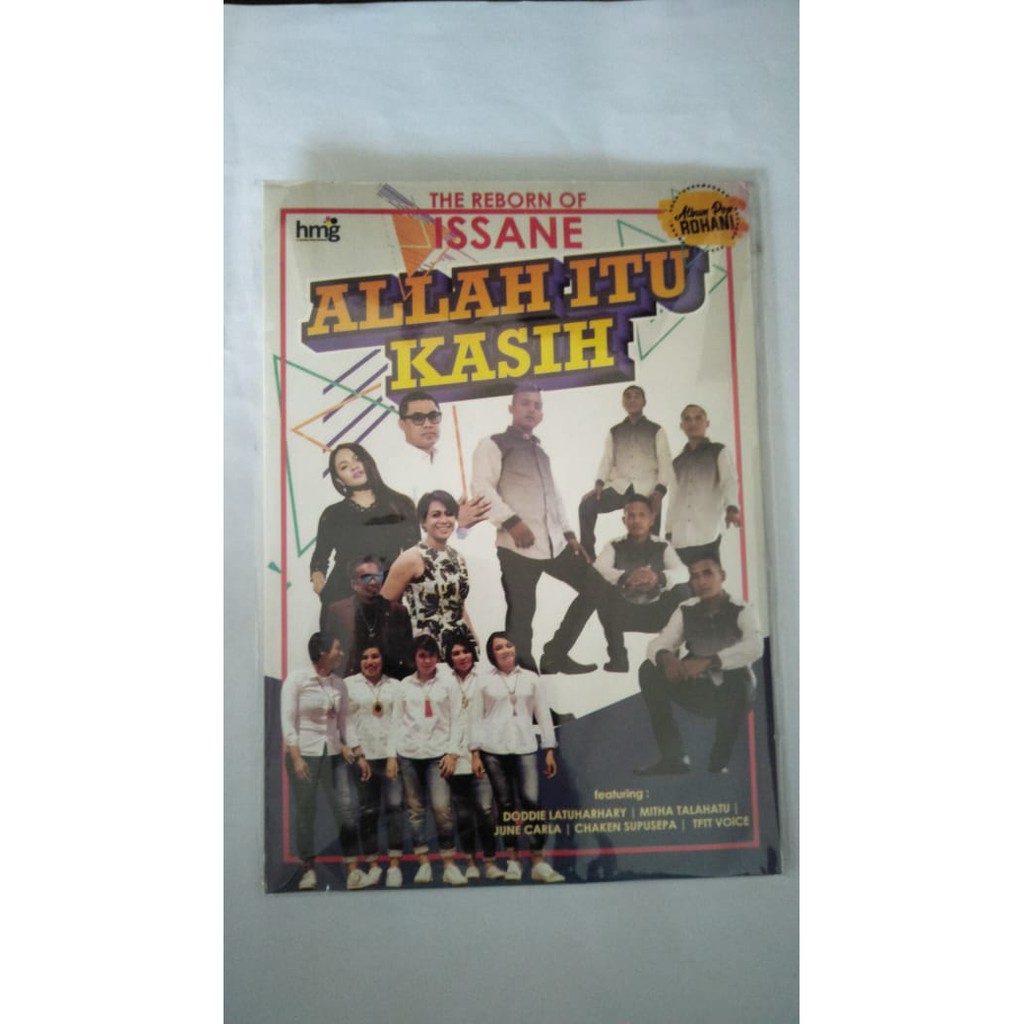 THE REBORN OF
ISSANE
hmg
Album Pop
ROHANI
ALLAH ITU
KASIH
featuring :
DODDIE LATUHARHARY | MITHA TALAHATU |
JUNE CARLA | CHAKEN SUPUSEPA | TFTT VOICE